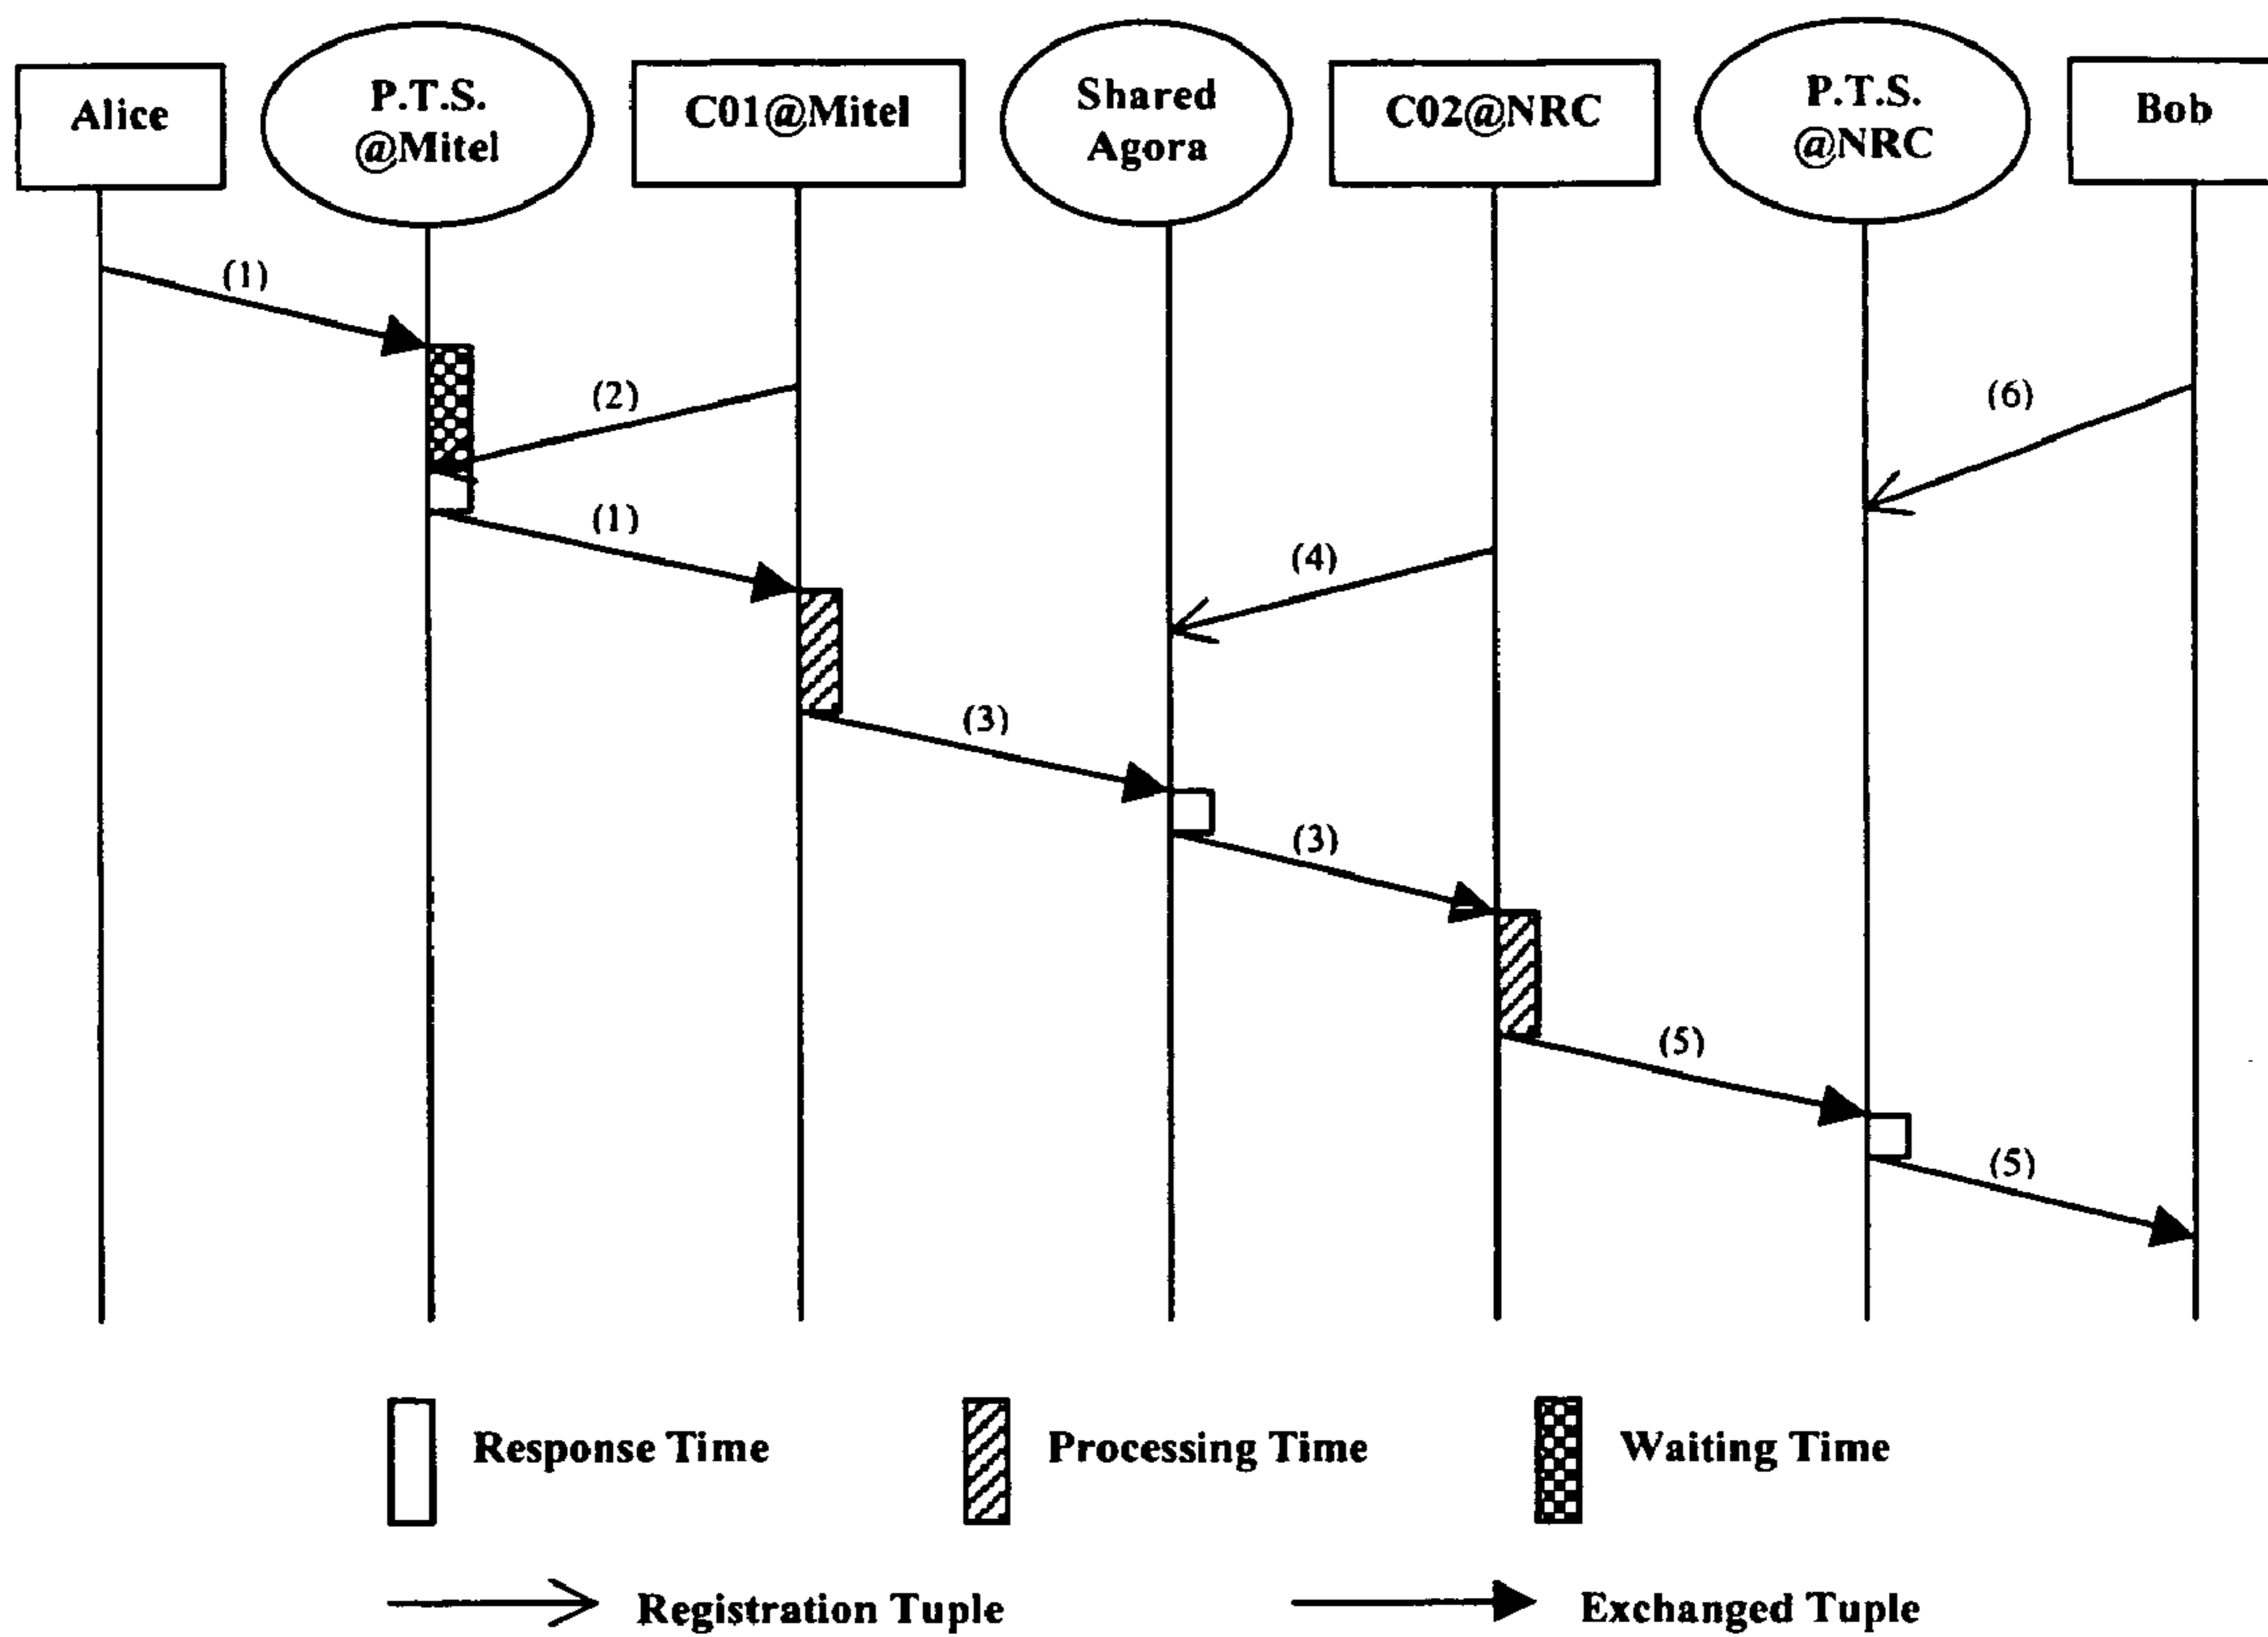 Alice
P.T.S.
@Mitel
C01@Mitel
Shared
Agora
C02@NRC
P.T.S.
@NRC
Bob
(1)
(2)
(6)
(1)
(4)
(3)
(3)
(5)
(5)
Response Time
Processing Time
Waiting Time
Registration Tuple
Exchanged Tuple